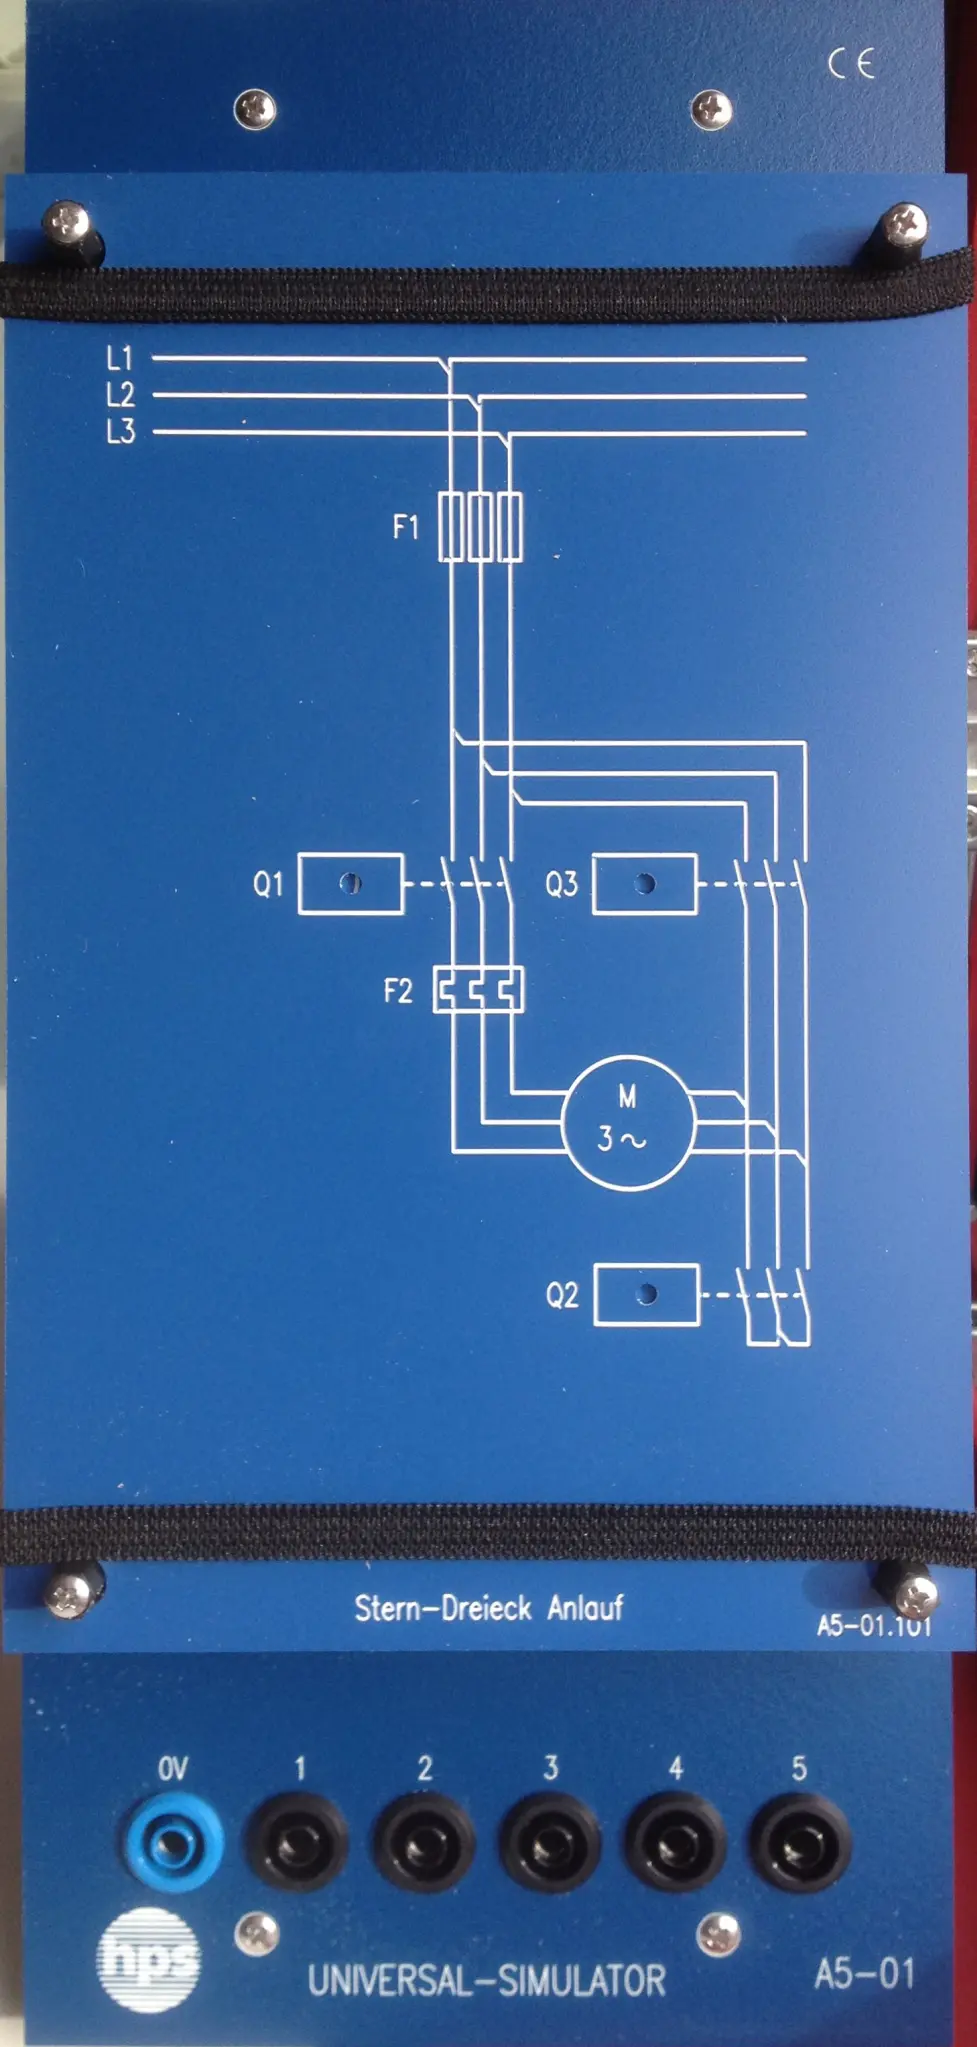 CE
L1
L2
L3
F1
Q1
Q3
F2
M
3~
Q2
Stern-Dreieck Anlauf
A5-01.101
0V 1 2 3 4 5
hps
UNIVERSAL-SIMULATOR A5-01